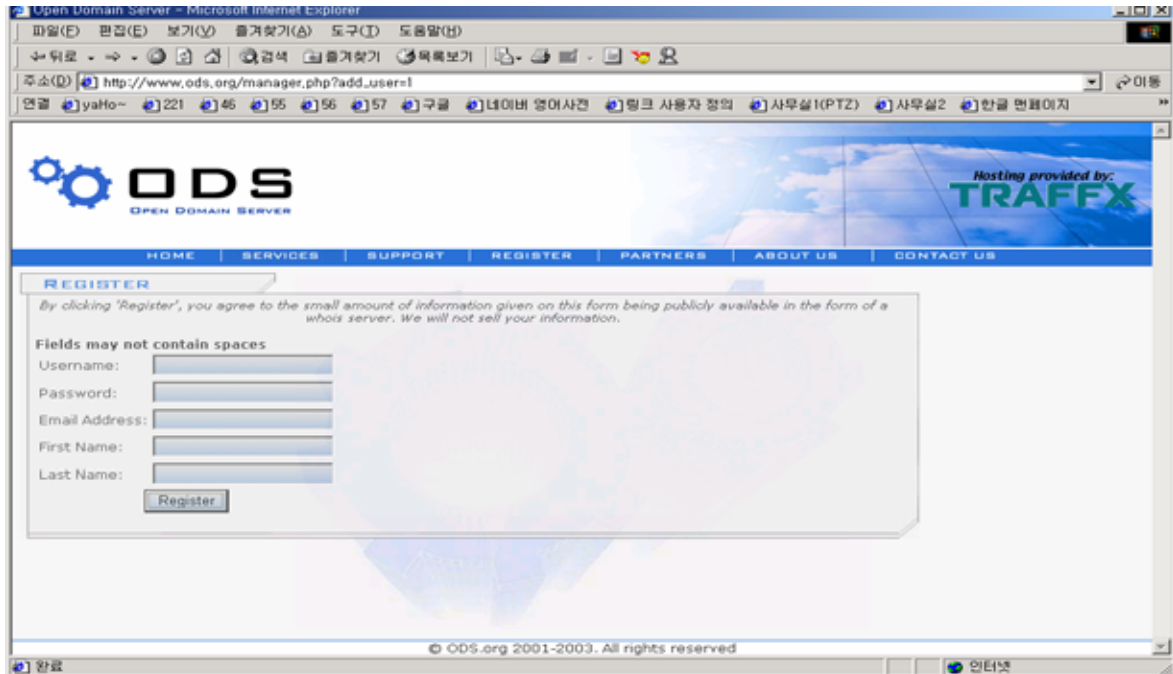 Open Domain Server - Microsoft Internet Explorer
파일(F) 편집(E) 보기(V) 즐겨찾기(A) 도구(T) 도움말(H)
뒤로 검색 즐겨찾기 목록보기
주소(D) http://www.ods.org/manager.php?add_user=1 이동
연결 yaHo~ 221 46 55 56 57 구글 네이버 영어사전 링크 사용자 정의 사무실1(PTZ) 사무실2 한글 맨페이지 »
ODS
OPEN DOMAIN SERVER
Hosting provided by:
TRAFFX
HOME | SERVICES | SUPPORT | REGISTER | PARTNERS | ABOUT US | CONTACT US
REGISTER
By clicking 'Register', you agree to the small amount of information given on this form being publicly available in the form of a
whois server. We will not sell your information.
Fields may not contain spaces
Username:
Password:
Email Address:
First Name:
Last Name:
Register
© ODS.org 2001-2003. All rights reserved
완료 인터넷